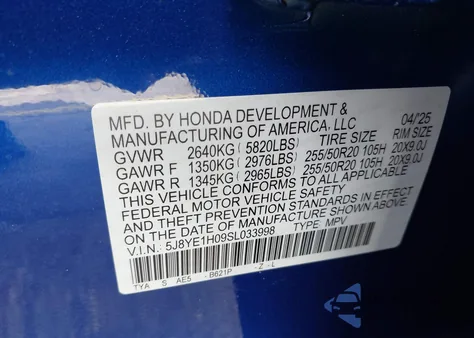 MFD. BY HONDA DEVELOPMENT & 04/25
MANUFACTURING OF AMERICA, LLC
GVWR 2640KG(5820LBS) TIRE SIZE RIM SIZE
GAWR F 1350KG(2976LBS) 255/50R20 105H 20X9.0J
GAWR R 1345KG(2965LBS) 255/50R20 105H 20X9.0J
THIS VEHICLE CONFORMS TO ALL APPLICABLE
FEDERAL MOTOR VEHICLE SAFETY
AND THEFT PREVENTION STANDARDS IN EFFECT
ON THE DATE OF MANUFACTURE SHOWN ABOVE.
V.I.N. 5J8YE1H09SL033998 TYPE MPV
TYA S AE5 -B621P -Z-L